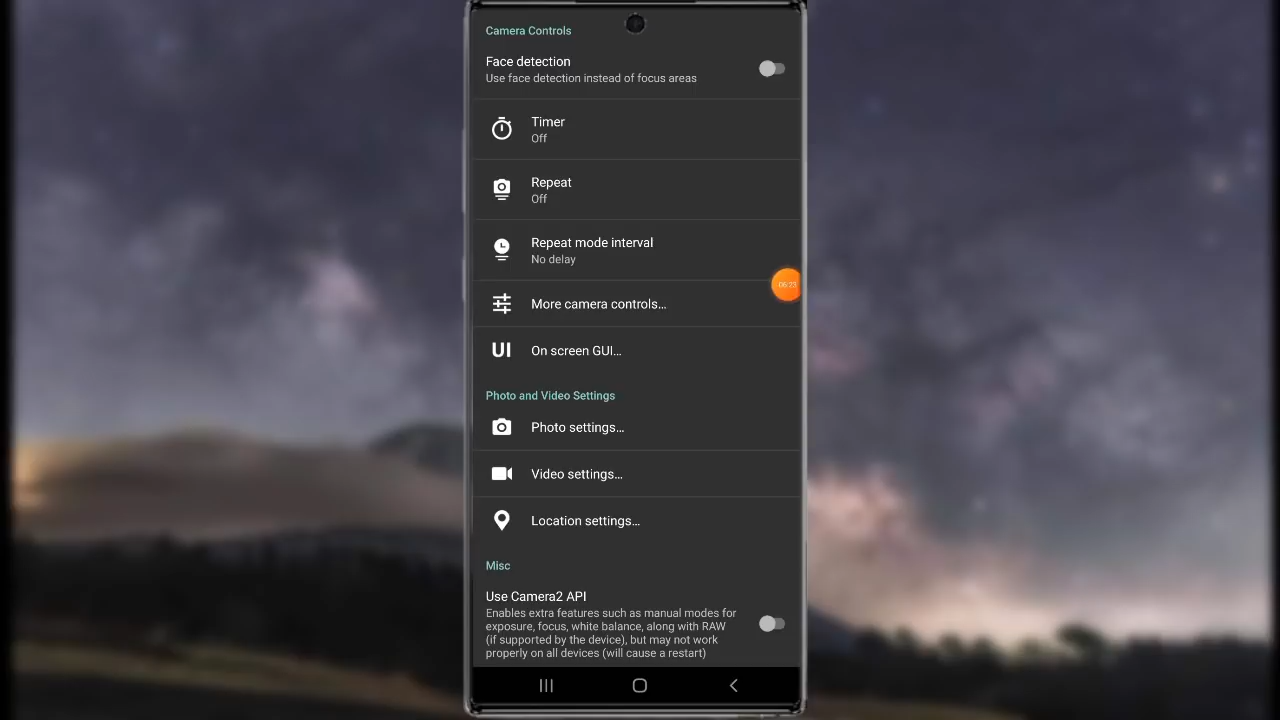 Camera Controls
Face detection
Use face detection instead of focus areas
Timer
Off
Repeat
Off
Repeat mode interval
No delay
06:23
More camera controls...
UI
On screen GUI...
Photo and Video Settings
Photo settings...
Video settings...
Location settings...
Misc
Use Camera2 API
Enables extra features such as manual modes for
exposure, focus, white balance, along with RAW
(if supported by the device), but may not work
properly on all devices (will cause a restart)